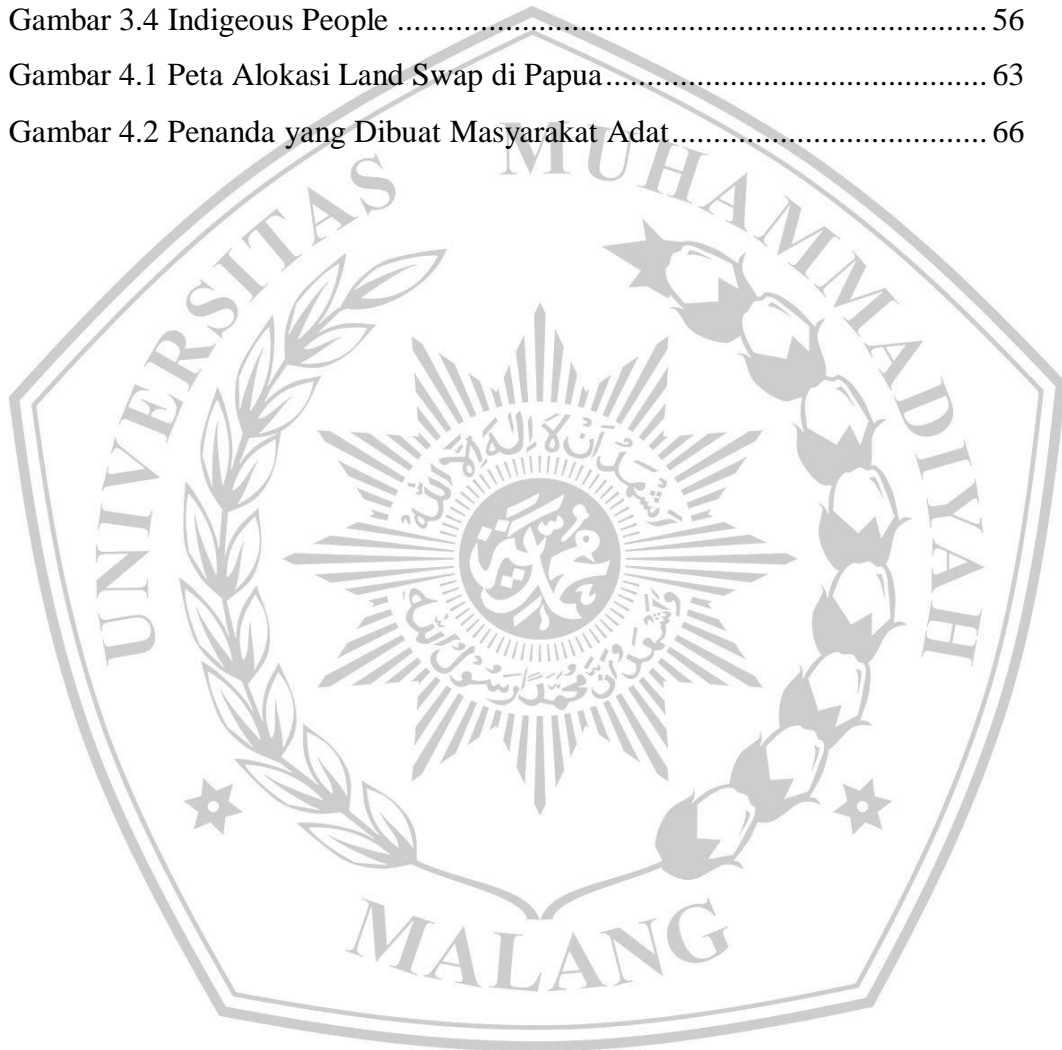 Gambar 3.4 Indigeous People ........................................................................ 56
Gambar 4.1 Peta Alokasi Land Swap di Papua............................................... 63
Gambar 4.2 Penanda yang Dibuat Masyarakat Adat....................................... 66
UNIVERSITAS MUHAMMADIYAH
MALANG